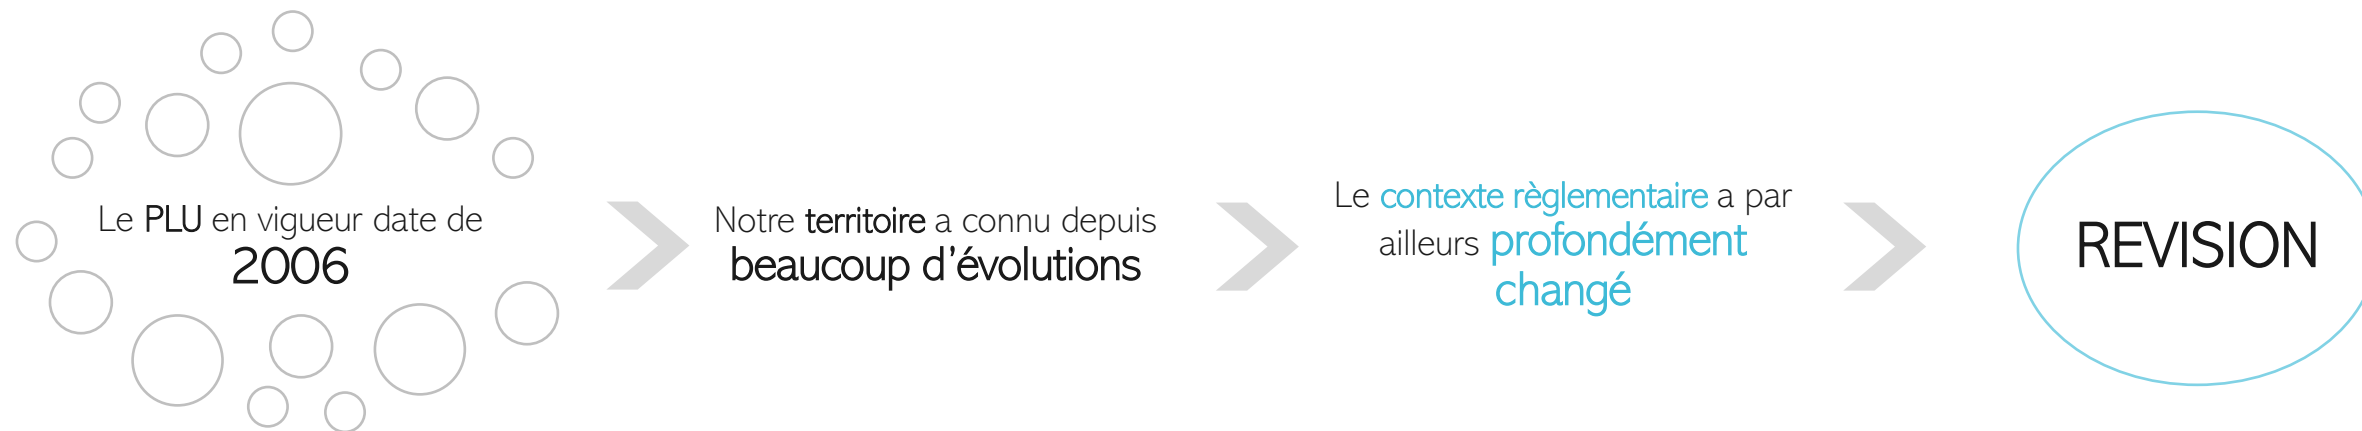 Le PLU en vigueur date de
2006
Notre territoire a connu depuis
beaucoup d'évolutions
Le contexte règlementaire a par
ailleurs profondément
changé
REVISION